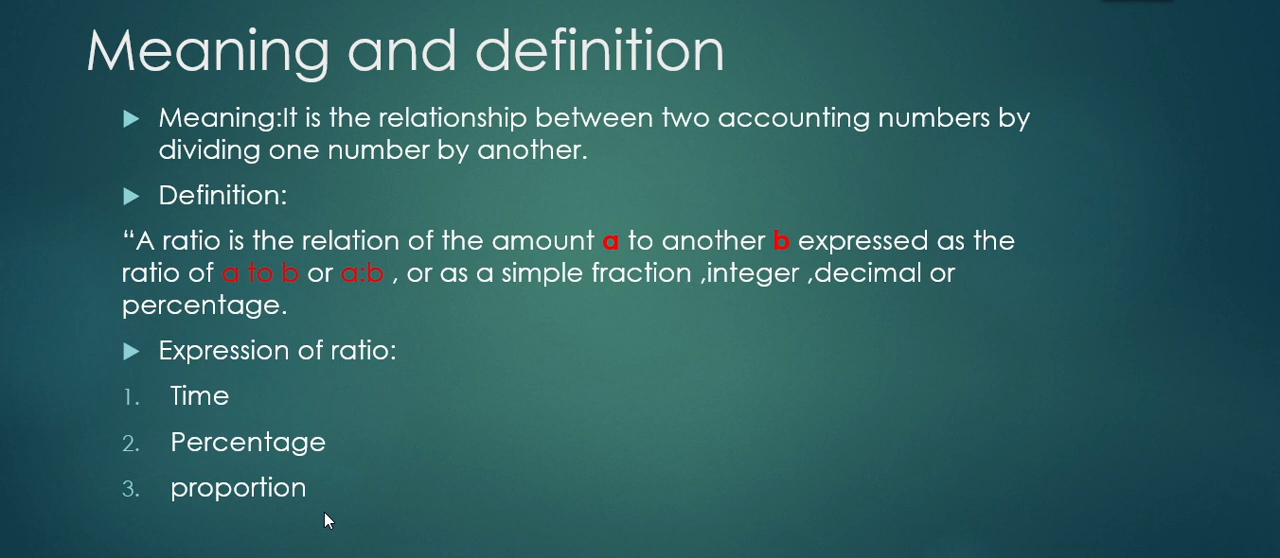 Meaning and definition
Meaning:It is the relationship between two accounting numbers by
dividing one number by another.
Definition:
“A ratio is the relation of the amount a to another b expressed as the
ratio of a to b or a:b , or as a simple fraction ,integer ,decimal or
percentage.
Expression of ratio:
1. Time
2. Percentage
3. proportion